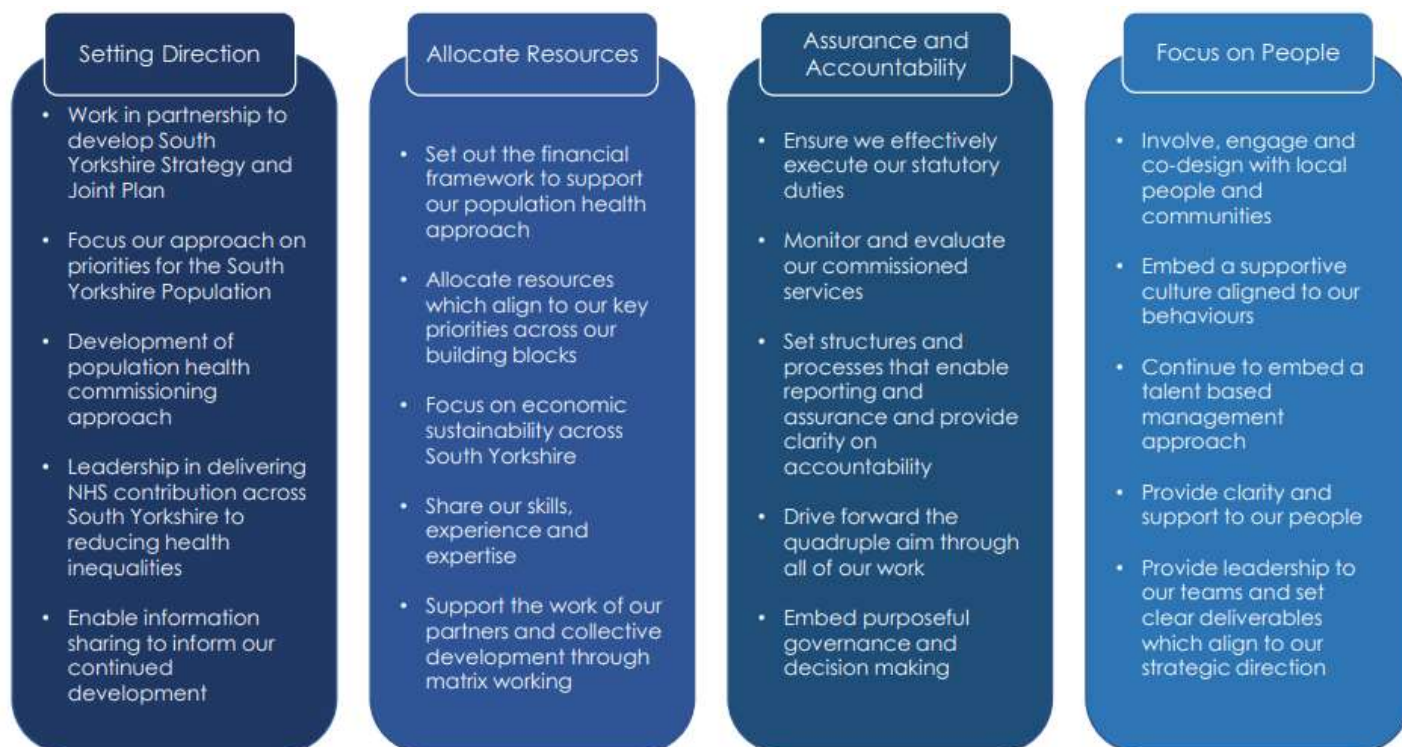 Setting Direction
• Work in partnership to
develop South
Yorkshire Strategy and
Joint Plan
• Focus our approach on
priorities for the South
Yorkshire Population
• Development of
population health
commissioning
approach
• Leadership in delivering
NHS contribution across
South Yorkshire to
reducing health
inequalities
• Enable information
sharing to inform our
continued
development
Allocate Resources
• Set out the financial
framework to support
our population health
approach
• Allocate resources
which align to our key
priorities across our
building blocks
• Focus on economic
sustainability across
South Yorkshire
• Share our skills,
experience and
expertise
• Support the work of our
partners and collective
development through
matrix working
Assurance and
Accountability
• Ensure we effectively
execute our statutory
duties
• Monitor and evaluate
our commissioned
services
• Set structures and
processes that enable
reporting and
assurance and provide
clarity on
accountability
• Drive forward the
quadruple aim through
all of our work
• Embed purposeful
governance and
decision making
Focus on People
• Involve, engage and
co-design with local
people and
communities
• Embed a supportive
culture aligned to our
behaviours
• Continue to embed a
talent based
management
approach
• Provide clarity and
support to our people
• Provide leadership to
our teams and set
clear deliverables
which align to our
strategic direction